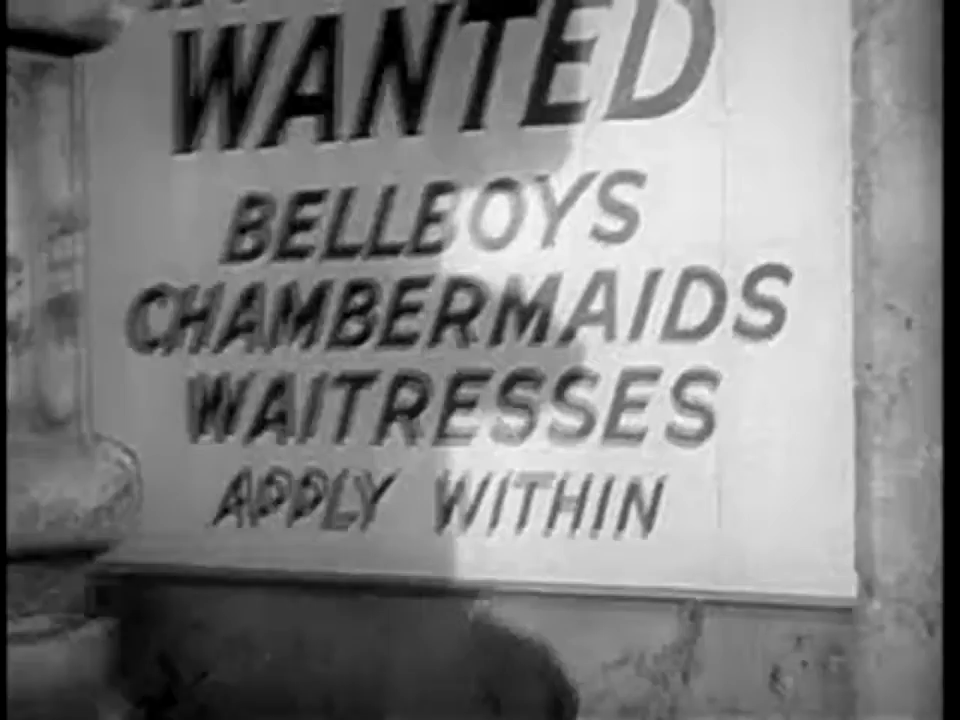 WANTED
BELLBOYS
CHAMBERMAIDS
WAITRESSES
APPLY WITHIN